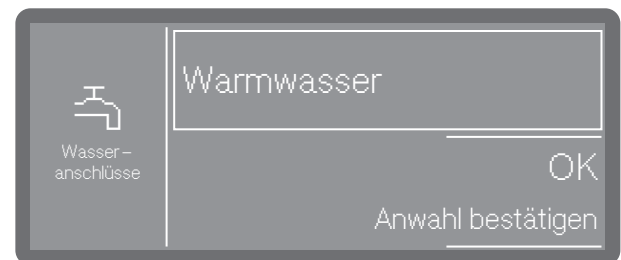 Warmwasser
Wasser–
anschlüsse
OK
Anwahl bestätigen